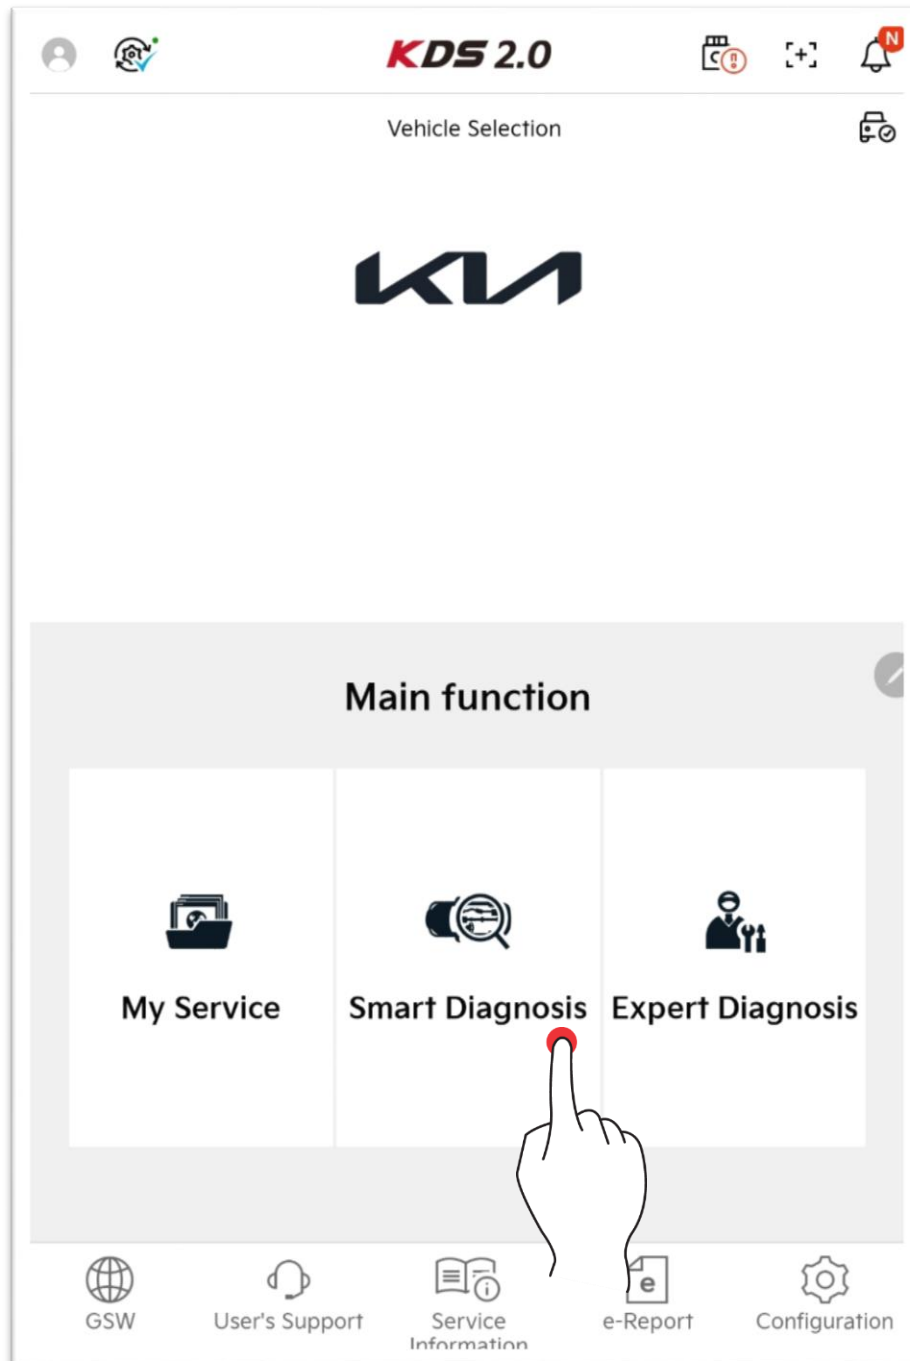 N
KDS 2.0
Vehicle Selection
KIA
Main function
My Service
Smart Diagnosis
Expert Diagnosis
GSW
User's Support
Service
Information
e
e-Report
Configuration